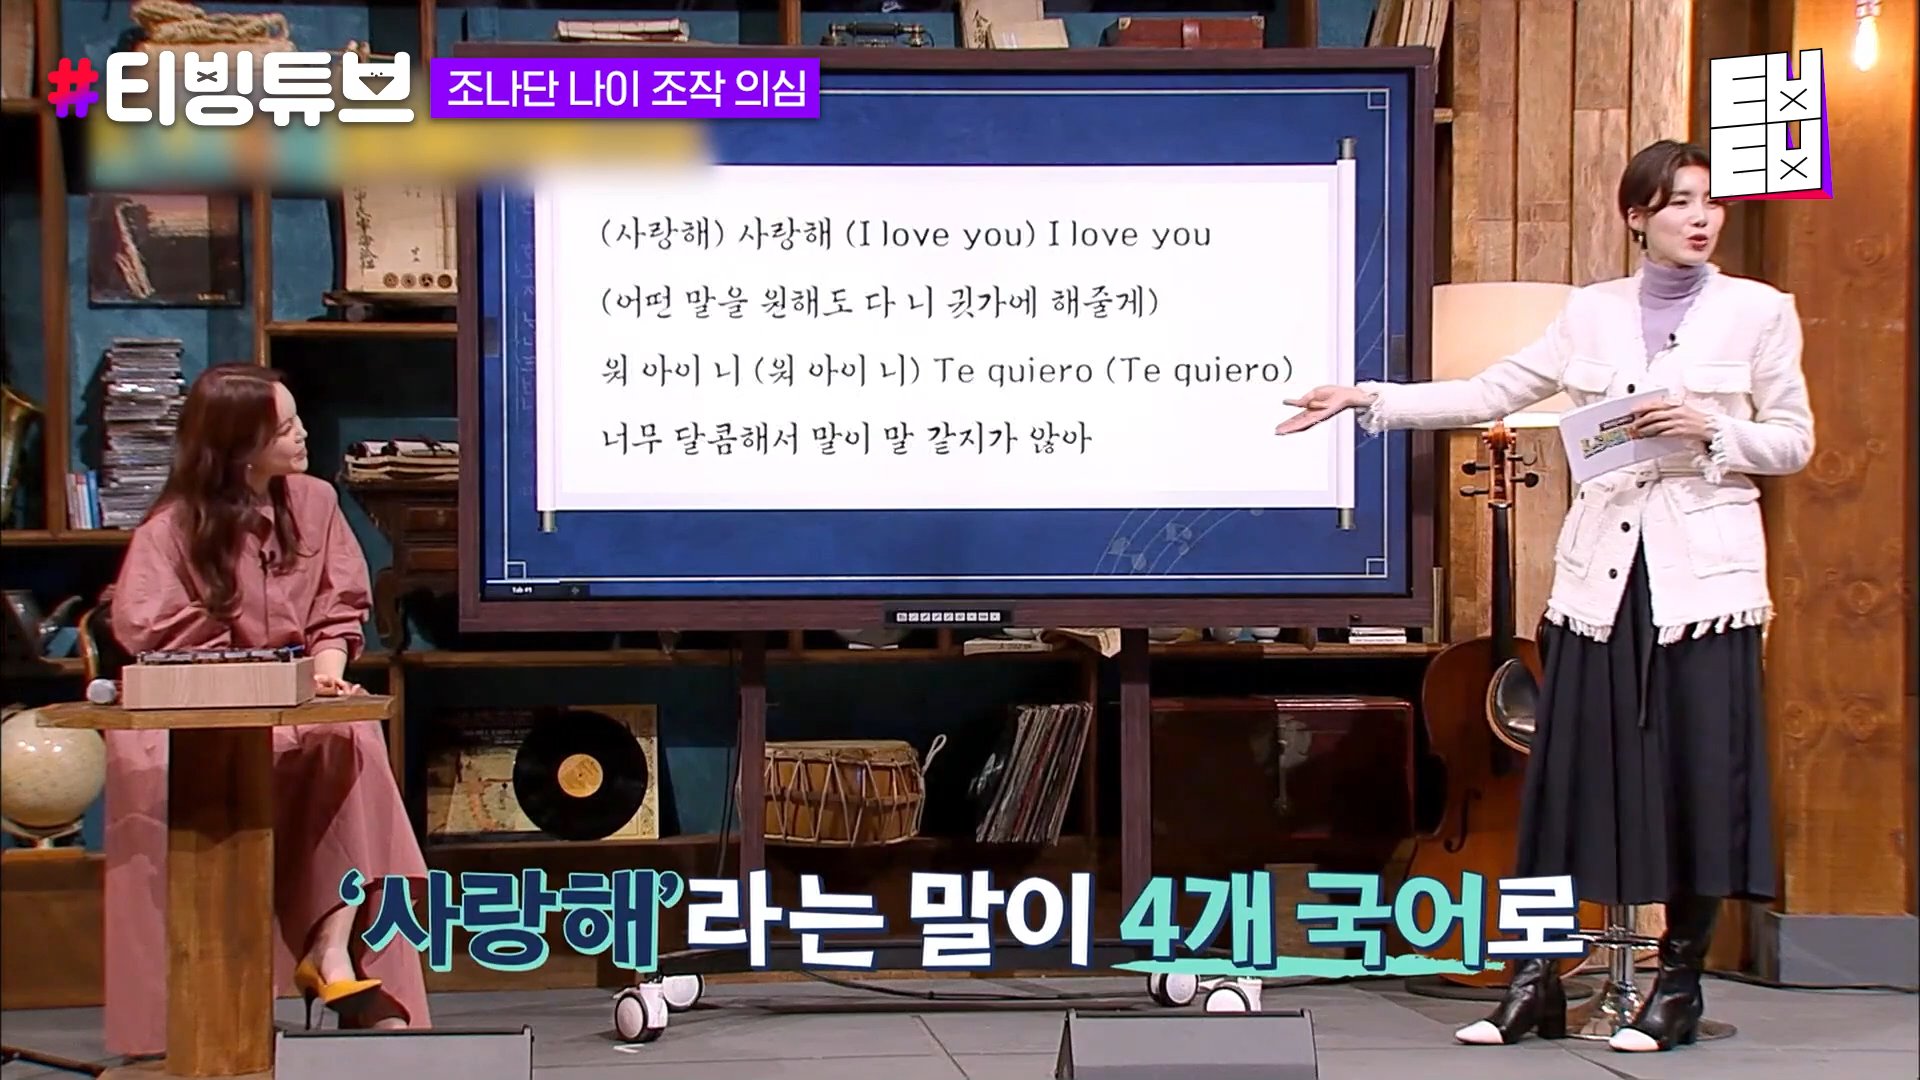 #티빙튜브 조나단 나이 조작 의심
(사랑해) 사랑해 (I love you) I love you
(어떤 말을 원해도 다 니 귓가에 해줄게)
워 아이 니 (워 아이 니) Te quiero (Te quiero)
너무 달콤해서 말이 말 같지가 않아
Tab #1
'사랑해'라는 말이 4개 국어로